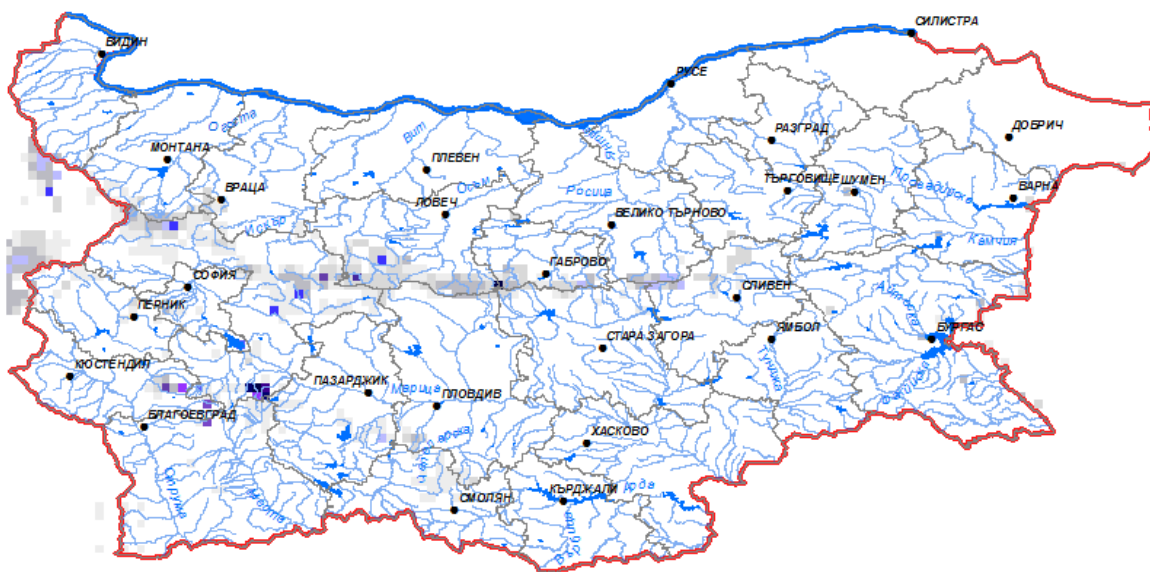 СИЛИСТРА
ВИДИН
РУСЕ
Огоста
Вит
ДОБРИЧ
РАЗГРАД
МОНТАНА
ПЛЕВЕН
Осъм
Росица
ТЪРГОВИЩЕ
ШУМЕН
Провадийска
ВАРНА
ВРАЦА
ЛОВЕЧ
Искър
ВЕЛИКО ТЪРНОВО
Камчия
СОФИЯ
ГАБРОВО
СЛИВЕН
Айтоска
ПЕРНИК
ЯМБОЛ
БУРГАС
СТАРА ЗАГОРА
Тунджа
КЮСТЕНДИЛ
ПАЗАРДЖИК
Марица
ПЛОВДИВ
БЛАГОЕВГРАД
ХАСКОВО
Струма
Места
СМОЛЯН
КЪРДЖАЛИ